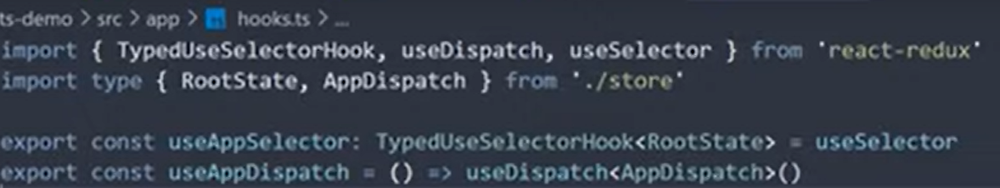 ts-demo > src > app > hooks.ts > ...
import { TypedUseSelectorHook, useDispatch, useSelector } from 'react-redux'
import type { RootState, AppDispatch } from './store'
export const useAppSelector: TypedUseSelectorHook<RootState> = useSelector
export const useAppDispatch = () => useDispatch<AppDispatch>()